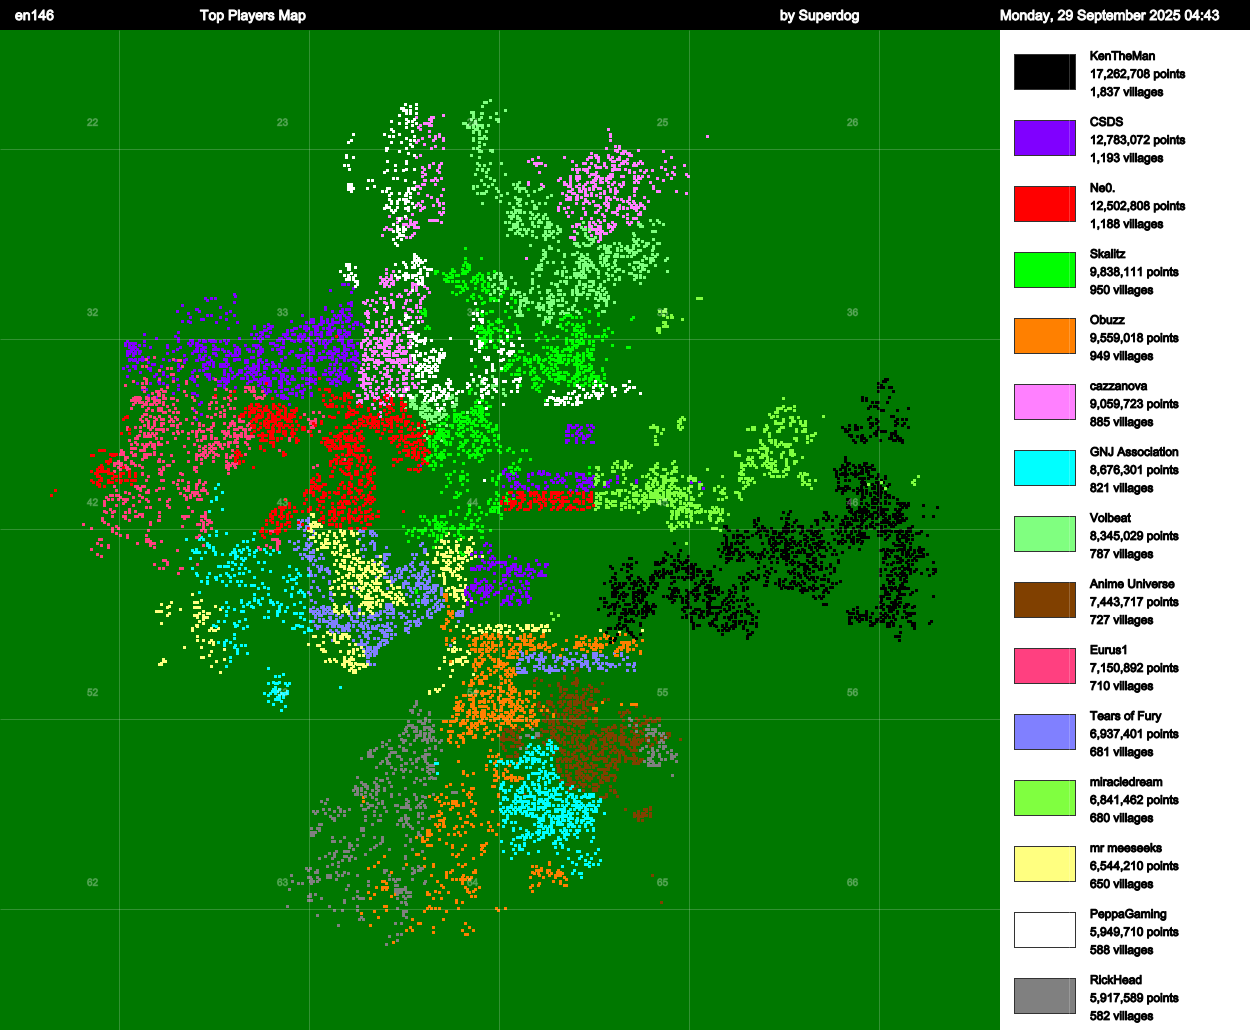 en146 Top Players Map by Superdog Monday, 29 September 2025 04:43
KenTheMan
17,262,708 points
1,837 villages
CSDS
12,783,072 points
1,193 villages
Ne0.
12,502,808 points
1,188 villages
Skalitz
9,838,111 points
950 villages
Obuzz
9,559,018 points
949 villages
cazzanova
9,059,723 points
885 villages
GNJ Association
8,676,301 points
821 villages
Volbeat
8,345,029 points
787 villages
Anime Universe
7,443,717 points
727 villages
Eurus1
7,150,892 points
710 villages
Tears of Fury
6,937,401 points
681 villages
miracledream
6,841,462 points
680 villages
mr meeseeks
6,544,210 points
650 villages
PeppaGaming
5,949,710 points
588 villages
RickHead
5,917,589 points
582 villages
22 23 25 26
32 33 36
42 43 44
52 55 56
62 63 64 65 66